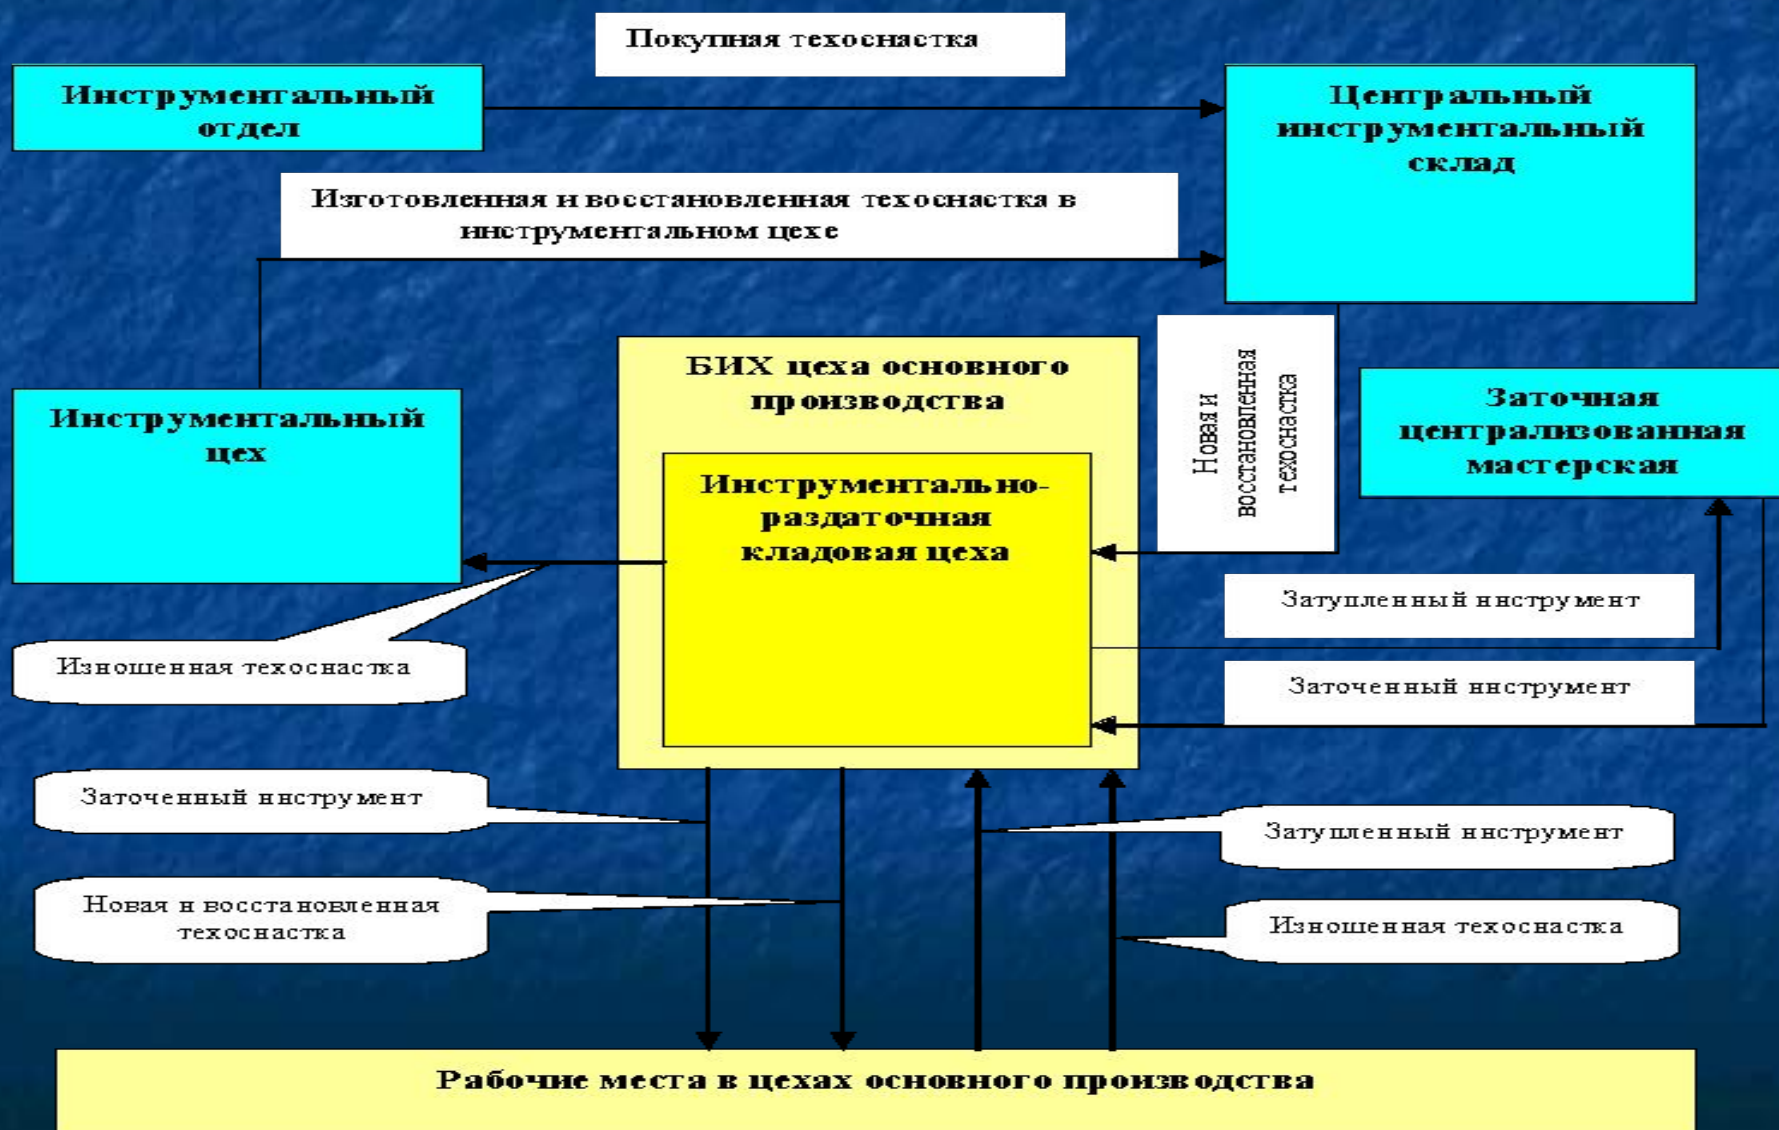 Покупная техоснастка
Инструментальный
отдел
Центральный
инструментальный
склад
Изготовленная и восстановленная техоснастка в
инструментальном цехе
БИХ цеха основного
производства
Новая и
восстановленная
техоснастка
Инструментальный
цех
Заточная
централизованная
мастерская
Инструментально-
раздаточная
кладовая цеха
Затупленный инструмент
Изношенная техоснастка
Заточенный инструмент
Заточенный инструмент
Затупленный инструмент
Новая и восстановленная
техоснастка
Изношенная техоснастка
Рабочие места в цехах основного производства